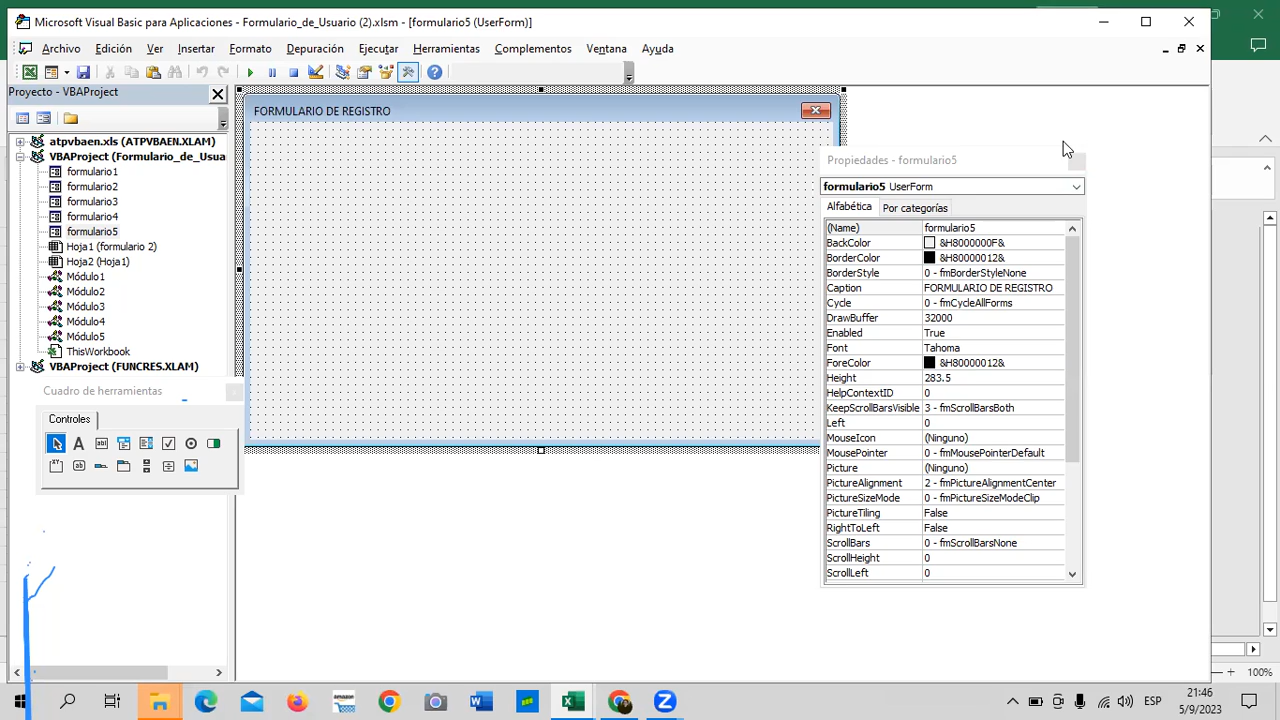 Microsoft Visual Basic para Aplicaciones - Formulario_de_Usuario (2).xlsm - [formulario5 (UserForm)]
Archivo Edición Ver Insertar Formato Depuración Ejecutar Herramientas Complementos Ventana Ayuda
Proyecto - VBAProject
atpvbaen.xls (ATPVBAEN.XLAM)
VBAProject (Formulario_de_Usua
formulario1
formulario2
formulario3
formulario4
formulario5
Hoja1 (formulario 2)
Hoja2 (Hoja1)
Módulo1
Módulo2
Módulo3
Módulo4
Módulo5
ThisWorkbook
VBAProject (FUNCRES.XLAM)
Cuadro de herramientas
Controles
A
abl
XY
ab
FORMULARIO DE REGISTRO
Propiedades - formulario5
formulario5 UserForm
Alfabética Por categorías
(Name) formulario5
BackColor &H8000000F&
BorderColor &H80000012&
BorderStyle 0 - fmBorderStyleNone
Caption FORMULARIO DE REGISTRO
Cycle 0 - fmCycleAllForms
DrawBuffer 32000
Enabled True
Font Tahoma
ForeColor &H80000012&
Height 283.5
HelpContextID 0
KeepScrollBarsVisible 3 - fmScrollBarsBoth
Left 0
MouseIcon (Ninguno)
MousePointer 0 - fmMousePointerDefault
Picture (Ninguno)
PictureAlignment 2 - fmPictureAlignmentCenter
PictureSizeMode 0 - fmPictureSizeModeClip
PictureTiling False
RightToLeft False
ScrollBars 0 - fmScrollBarsNone
ScrollHeight 0
ScrollLeft 0
100%
amazon
ESP
21:46
5/9/2023